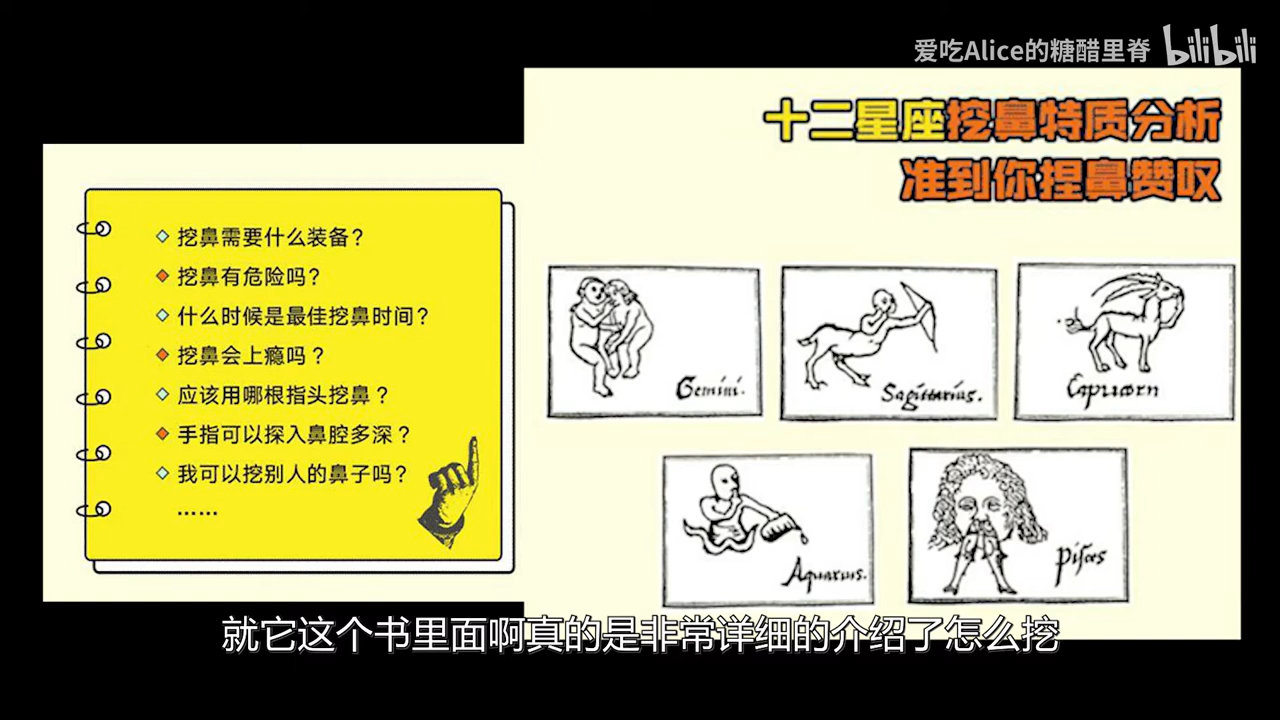 爱吃Alice的糖醋里脊 bilibili
十二星座挖鼻特质分析
准到你捏鼻赞叹
挖鼻需要什么装备？
挖鼻有危险吗？
什么时候是最佳挖鼻时间？
挖鼻会上瘾吗？
应该用哪根指头挖鼻？
手指可以探入鼻腔多深？
我可以挖别人的鼻子吗？
……
Gemini.
Sagittarius.
Capricorn
Aquarius.
Pisces
就它这个书里面啊真的是非常详细的介绍了怎么挖